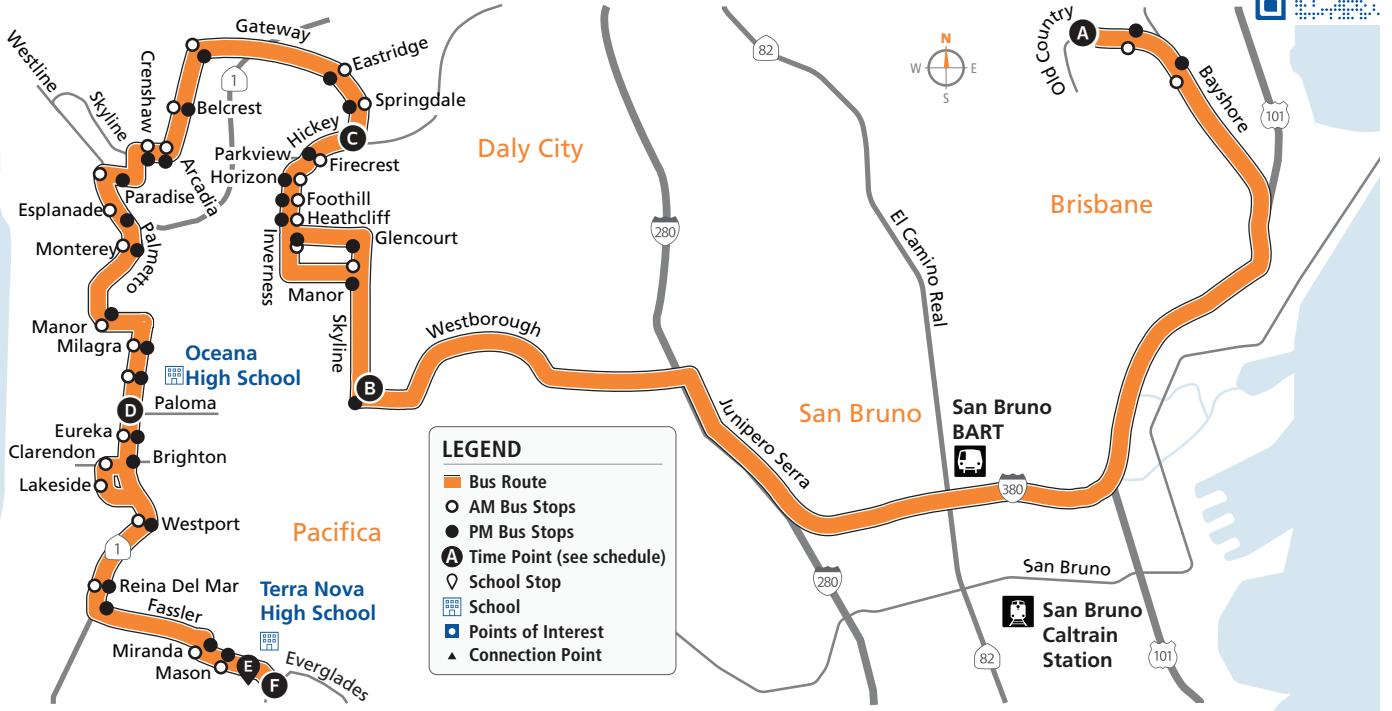 Gateway
Eastridge
Springdale
Westline
Skyline
Crenshaw
1
Belcrest
Hickey
C
Parkview
Firecrest
Horizon
Arcadia
Paradise
Foothill
Heathcliff
Esplanade
Palmetto
Monterey
Inverness
Glencourt
Manor
Skyline
Manor
Milagra
Oceana
High School
D
Paloma
Eureka
Clarendon
Brighton
Lakeside
Westport
Pacifica
1
Reina Del Mar
Fassler
Terra Nova
High School
Miranda
Mason
E
F
Everglades
B
Westborough
Daly City
82
N
W
E
S
Old Country
A
Bayshore
101
Brisbane
280
El Camino Real
San Bruno
San Bruno
BART
Junipero Serra
380
280
San Bruno
San Bruno
Caltrain
Station
82
101
LEGEND
Bus Route
AM Bus Stops
PM Bus Stops
A Time Point (see schedule)
School Stop
School
Points of Interest
Connection Point